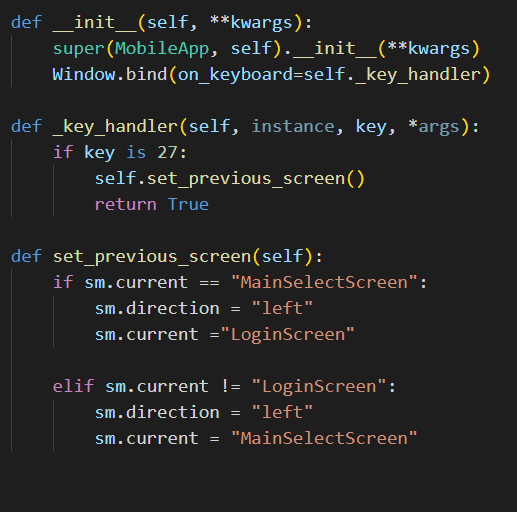 def __init__(self, **kwargs):
    super(MobileApp, self).__init__(**kwargs)
    Window.bind(on_keyboard=self._key_handler)

def _key_handler(self, instance, key, *args):
    if key is 27:
        self.set_previous_screen()
        return True

def set_previous_screen(self):
    if sm.current == "MainSelectScreen":
        sm.direction = "left"
        sm.current ="LoginScreen"

    elif sm.current != "LoginScreen":
        sm.direction = "left"
        sm.current = "MainSelectScreen"